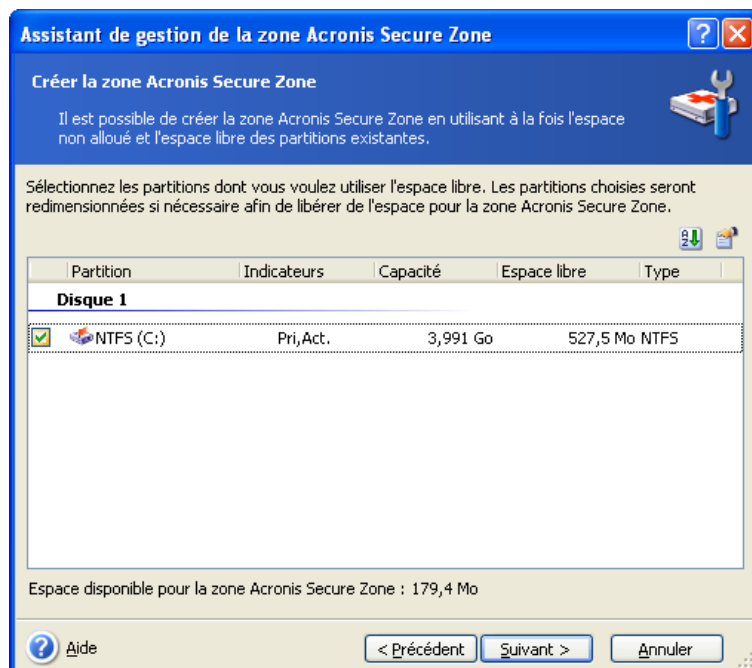 Assistant de gestion de la zone Acronis Secure Zone
Créer la zone Acronis Secure Zone
Il est possible de créer la zone Acronis Secure Zone en utilisant à la fois l'espace
non alloué et l'espace libre des partitions existantes.
Sélectionnez les partitions dont vous voulez utiliser l'espace libre. Les partitions choisies seront
redimensionnées si nécessaire afin de libérer de l'espace pour la zone Acronis Secure Zone.
Partition Indicateurs Capacité Espace libre Type
Disque 1
NTFS (C:) Pri,Act. 3,991 Go 527,5 Mo NTFS
Espace disponible pour la zone Acronis Secure Zone : 179,4 Mo
Aide < Précédent Suivant > Annuler